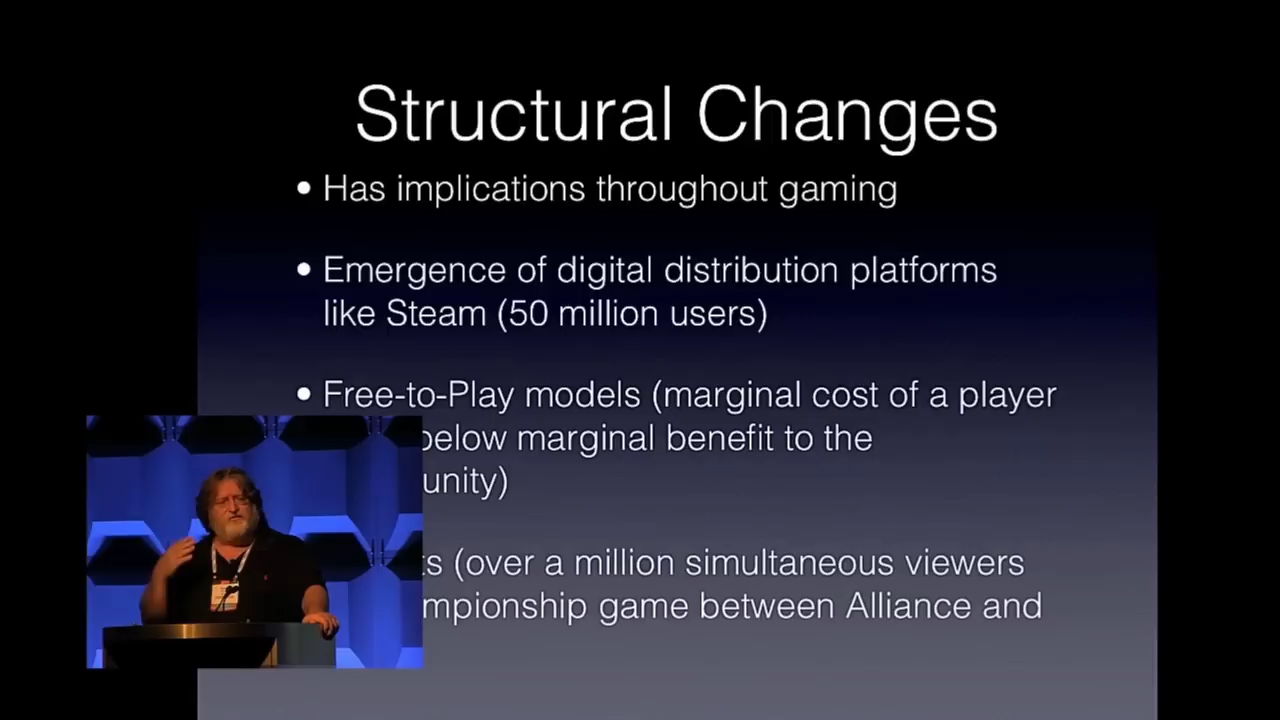 Structural Changes
• Has implications throughout gaming
• Emergence of digital distribution platforms
like Steam (50 million users)
• Free-to-Play models (marginal cost of a player
below marginal benefit to the
unity)
ts (over a million simultaneous viewers
mpionship game between Alliance and